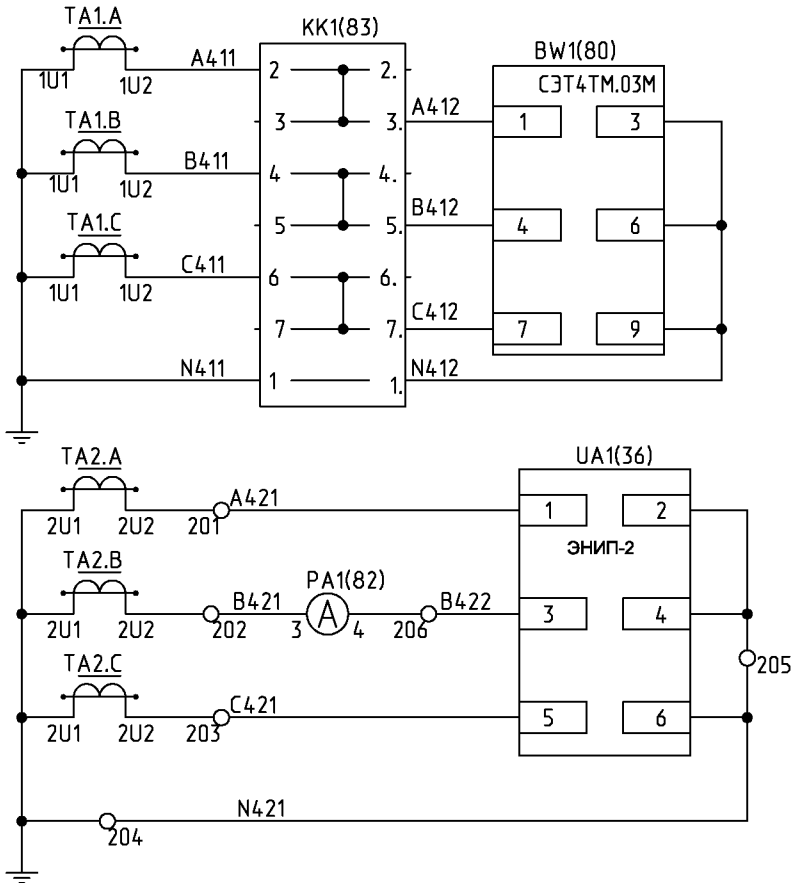 TA1.A
1U1 1U2
A411
KK1(83)
2 2.
BW1(80)
СЭТ4ТМ.03М
TA1.B
1U1 1U2
B411
3 3.
A412
1 3
4 4.
TA1.C
1U1 1U2
C411
5 5.
B412
4 6
6 6.
7 7.
C412
7 9
N411
1 1.
N412
TA2.A
2U1 2U2
201
A421
UA1(36)
1 2
ЭНИП-2
TA2.B
2U1 2U2
202
B421
PA1(82)
3 A 4
206
B422
3 4
205
TA2.C
2U1 2U2
203
C421
5 6
204
N421